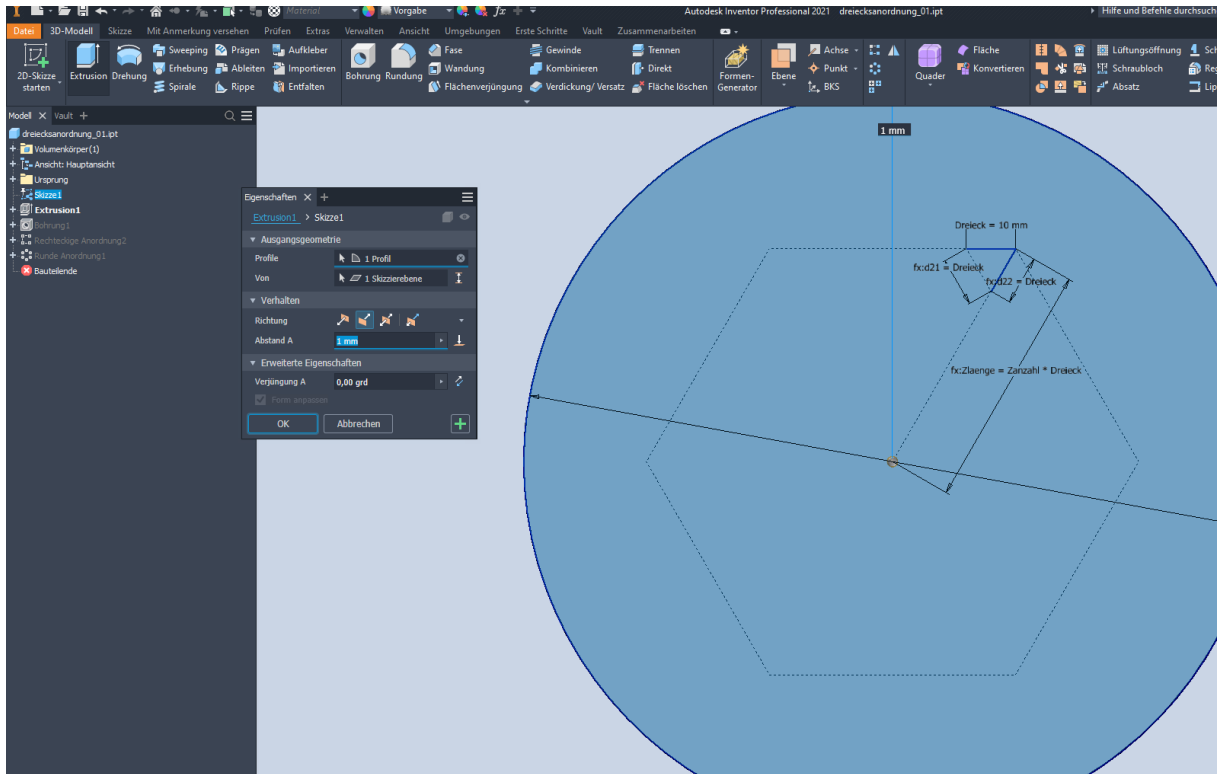 Material
Vorgabe
fx
Autodesk Inventor Professional 2021 dreiecksanordnung_01.ipt
Hilfe und Befehle durchsuch
Datei 3D-Modell Skizze Mit Anmerkung versehen Prüfen Extras Verwalten Ansicht Umgebungen Erste Schritte Vault Zusammenarbeiten
2D-Skizze starten
Extrusion
Drehung
Sweeping
Erhebung
Spirale
Prägen
Ableiten
Rippe
Aufkleber
Importieren
Entfalten
Bohrung
Rundung
Fase
Wandung
Flächenverjüngung
Gewinde
Kombinieren
Verdickung/ Versatz
Trennen
Direkt
Fläche löschen
Formen-
Generator
Ebene
Achse
Punkt
BKS
Quader
Fläche
Konvertieren
Lüftungsöffnung
Schraubloch
Absatz
Sch
Reg
Lip
Modell X Vault +
dreiecksanordnung_01.ipt
Volumenkörper(1)
Ansicht: Hauptansicht
Ursprung
Skizze1
Extrusion1
Bohrung1
Rechteckige Anordnung2
Runde Anordnung1
Bauteilende
Eigenschaften X +
Extrusion1 > Skizze1
Ausgangsgeometrie
Profile 1 Profil
Von 1 Skizzierebene
Verhalten
Richtung
Abstand A 1 mm
Erweiterte Eigenschaften
Verjüngung A 0,00 grd
Form anpassen
OK Abbrechen
1 mm
Dreieck = 10 mm
fx:d21 = Dreieck
fx:d22 = Dreieck
fx:Zlaenge = Zanzahl * Dreieck